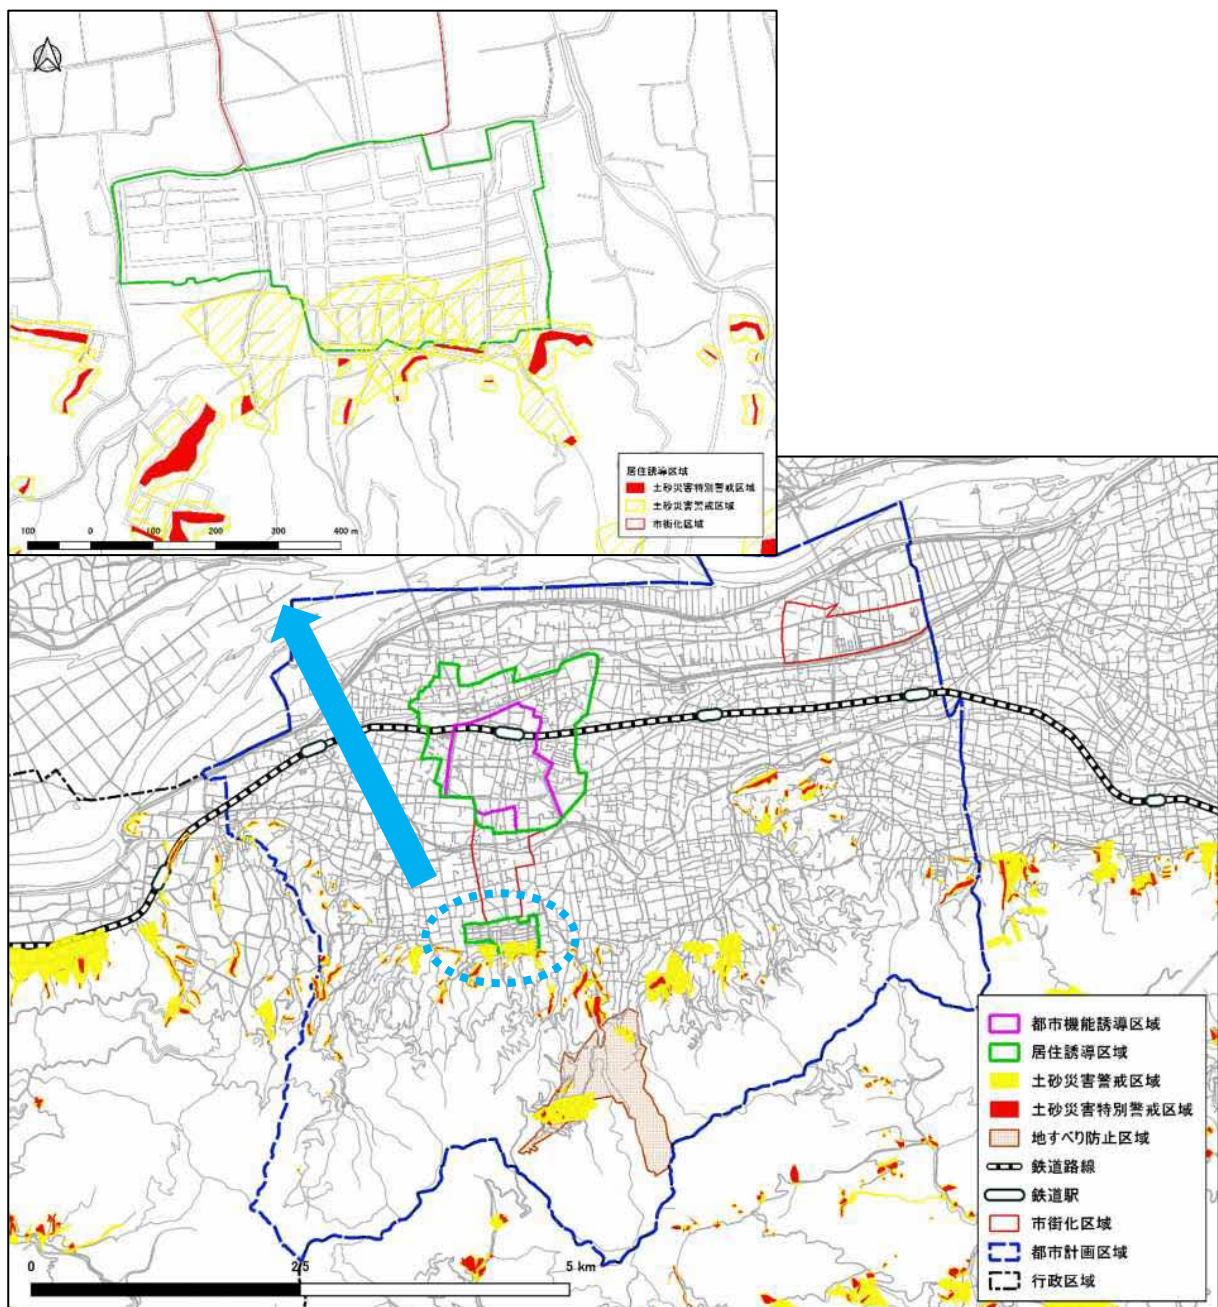 居住誘導区域
土砂災害特別警戒区域
土砂災害警戒区域
市街化区域
100 0 100 200 300 400 m
都市機能誘導区域
居住誘導区域
土砂災害警戒区域
土砂災害特別警戒区域
地すべり防止区域
鉄道路線
鉄道駅
市街化区域
都市計画区域
行政区域
0 2.5 5 km